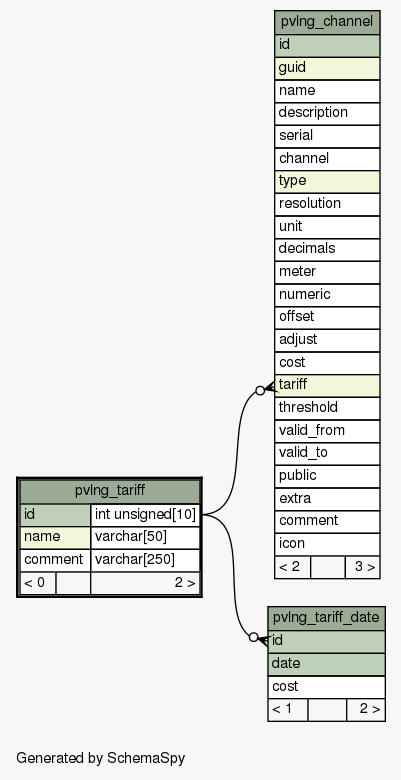 pvlng_channel
id
guid
name
description
serial
channel
type
resolution
unit
decimals
meter
numeric
offset
adjust
cost
tariff
threshold
valid_from
valid_to
public
extra
comment
icon
< 2 3 >
pvlng_tariff
id int unsigned[10]
name varchar[50]
comment varchar[250]
< 0 2 >
pvlng_tariff_date
id
date
cost
< 1 2 >
Generated by SchemaSpy